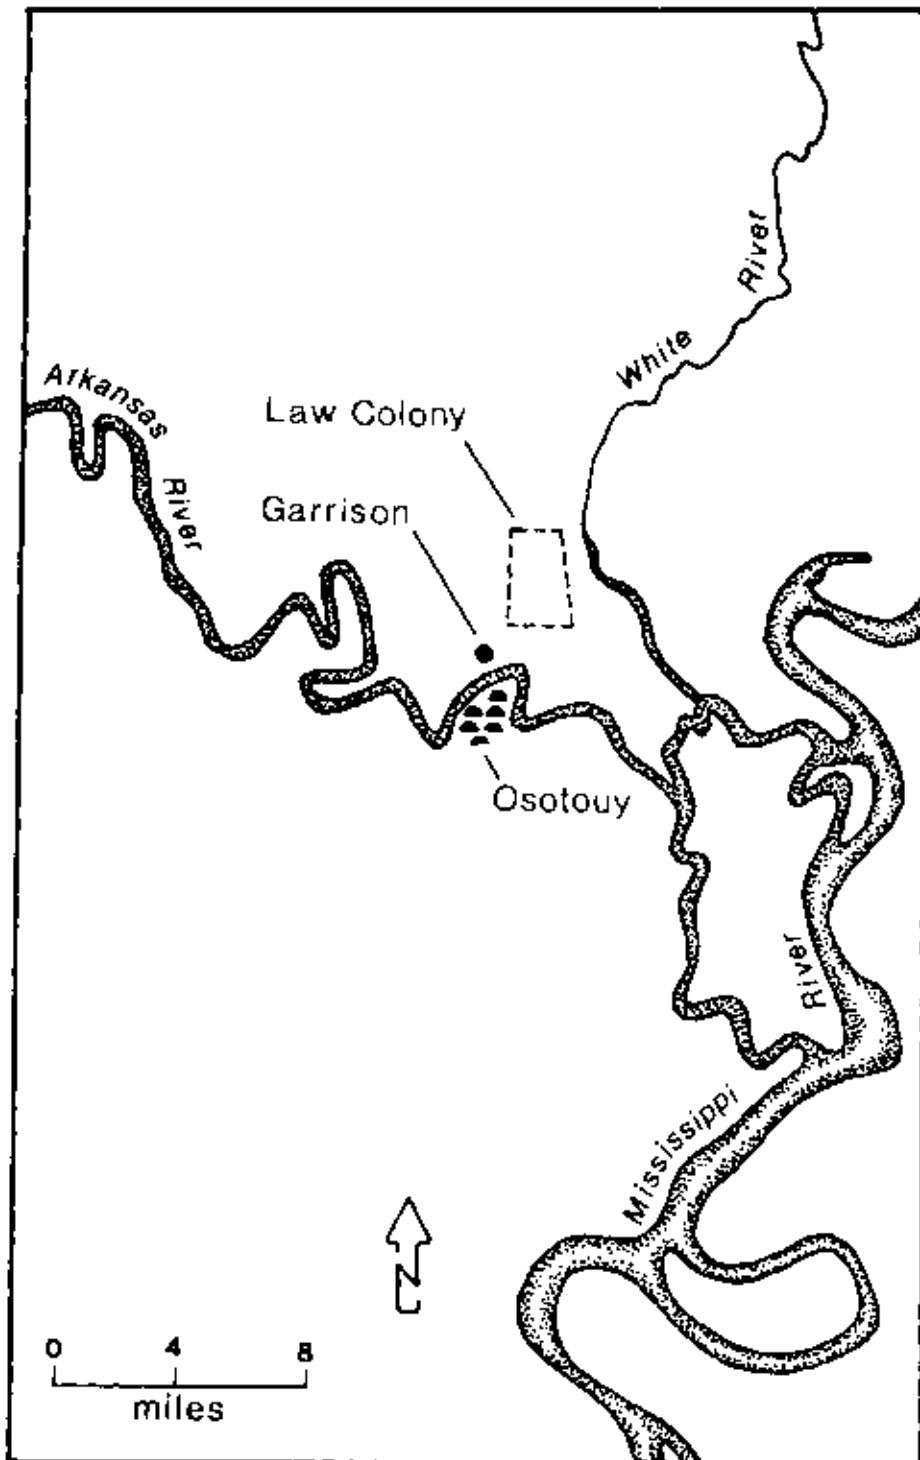 White River
Arkansas River
Law Colony
Garrison
Osotouy
Mississippi River
N
0 4 8
miles